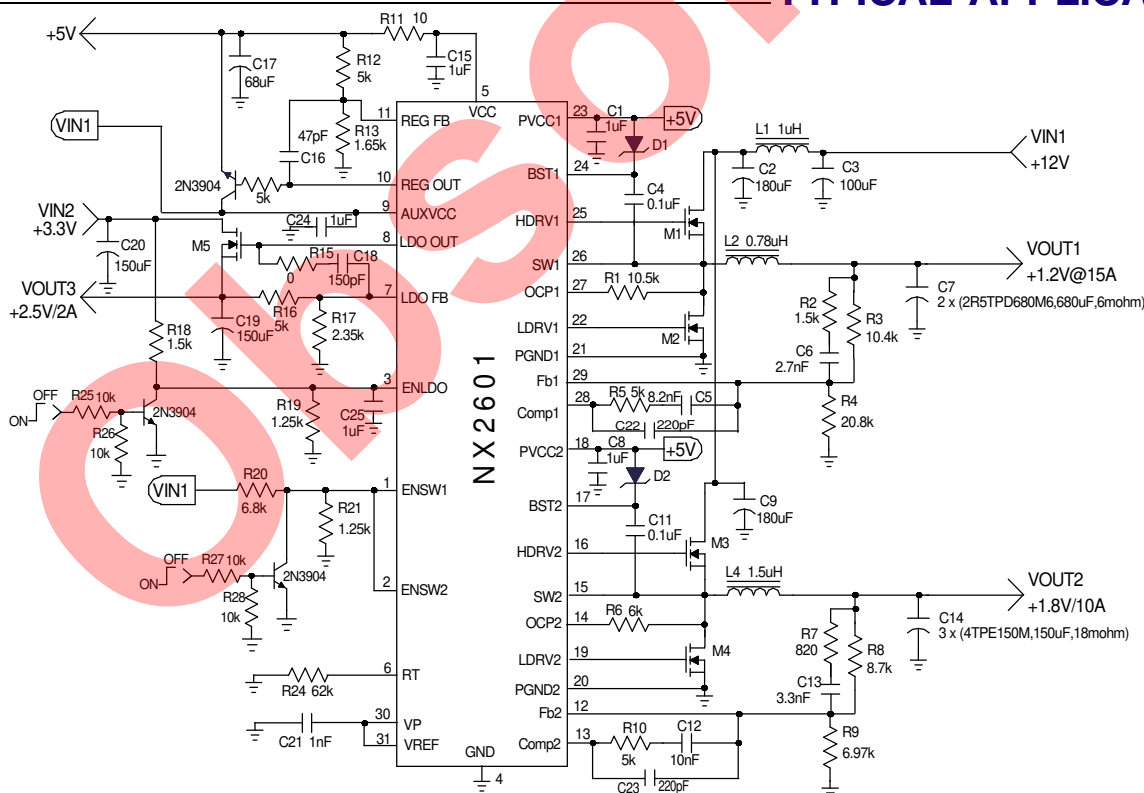 TYPICAL APPLICA
Obso
+5V
R11 10
C17
68uF
R12
5k
C15
1uF
5
VCC
VIN1
11
REG FB
47pF
C16
R13
1.65k
2N3904
5k
10
REG OUT
9
AUXVCC
VIN2
+3.3V
C24 1uF
C20
150uF
M5
8
LDO OUT
R15
0
C18
150pF
VOUT3
+2.5V/2A
7
LDO FB
R16
5k
C19
150uF
R17
2.35k
R18
1.5k
3
ENLDO
OFF
ON
R25 10k
2N3904
R26
10k
R19
1.25k
C25
1uF
VIN1
R20
6.8k
1
ENSW1
R21
1.25k
OFF
ON
R27 10k
2N3904
R28
10k
2
ENSW2
6
RT
R24 62k
30
VP
C21 1nF
31
VREF
GND
4
NX2601
PVCC1
23
C1
1uF
+5V
D1
BST1
24
C4
0.1uF
L1 1uH
VIN1
+12V
C2
180uF
C3
100uF
HDRV1
25
M1
SW1
26
L2 0.78uH
VOUT1
+1.2V@15A
OCP1
27
R1 10.5k
C7
2 x (2R5TPD680M6,680uF,6mohm)
R2
1.5k
R3
10.4k
LDRV1
22
M2
PGND1
21
C6
2.7nF
Fb1
29
Comp1
28
R5 5k
8.2nF C5
C22 220pF
R4
20.8k
PVCC2
18
C8
1uF
+5V
D2
BST2
17
C11
0.1uF
C9
180uF
HDRV2
16
M3
SW2
15
L4 1.5uH
VOUT2
+1.8V/10A
OCP2
14
R6 6k
C14
3 x (4TPE150M,150uF,18mohm)
R7
820
R8
8.7k
LDRV2
19
M4
PGND2
20
C13
3.3nF
Fb2
12
Comp2
13
R10
5k
C12
10nF
C23 220pF
R9
6.97k